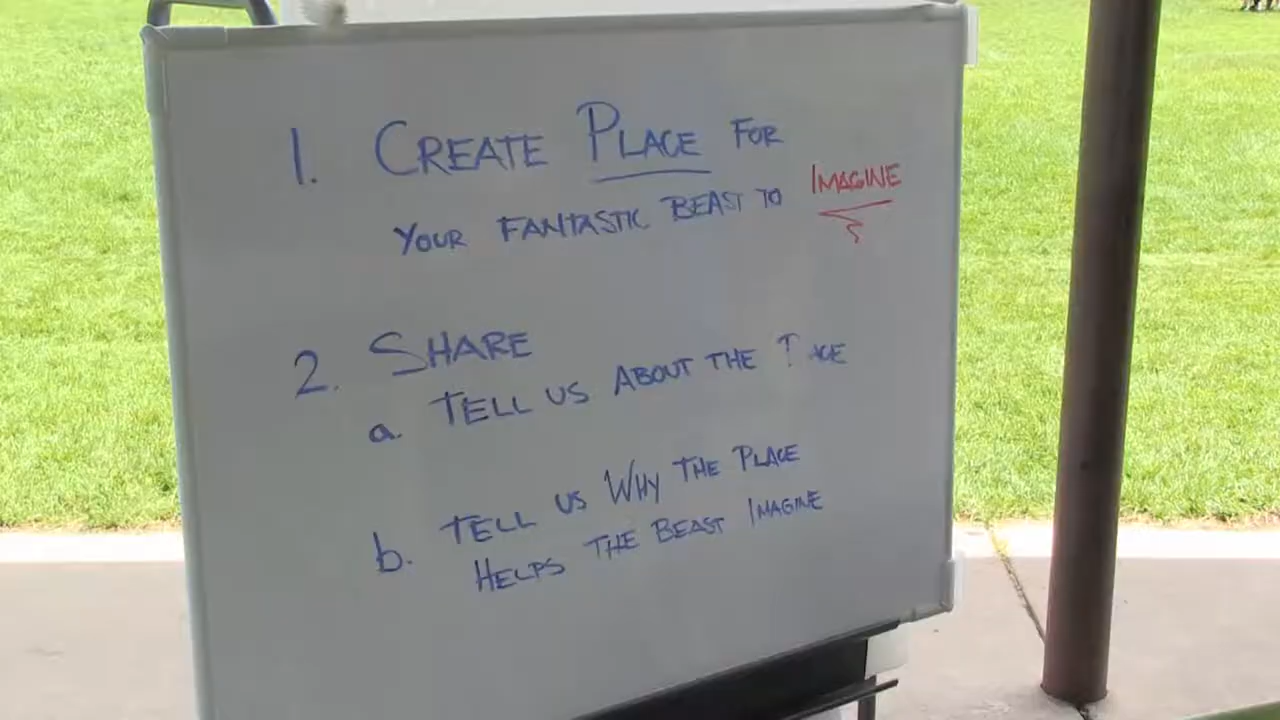 1. CREATE PLACE FOR
YOUR FANTASTIC BEAST TO IMAGINE
2. SHARE
a. TELL US ABOUT THE
b. TELL US WHY THE PLACE
HELPS THE BEAST IMAGINE